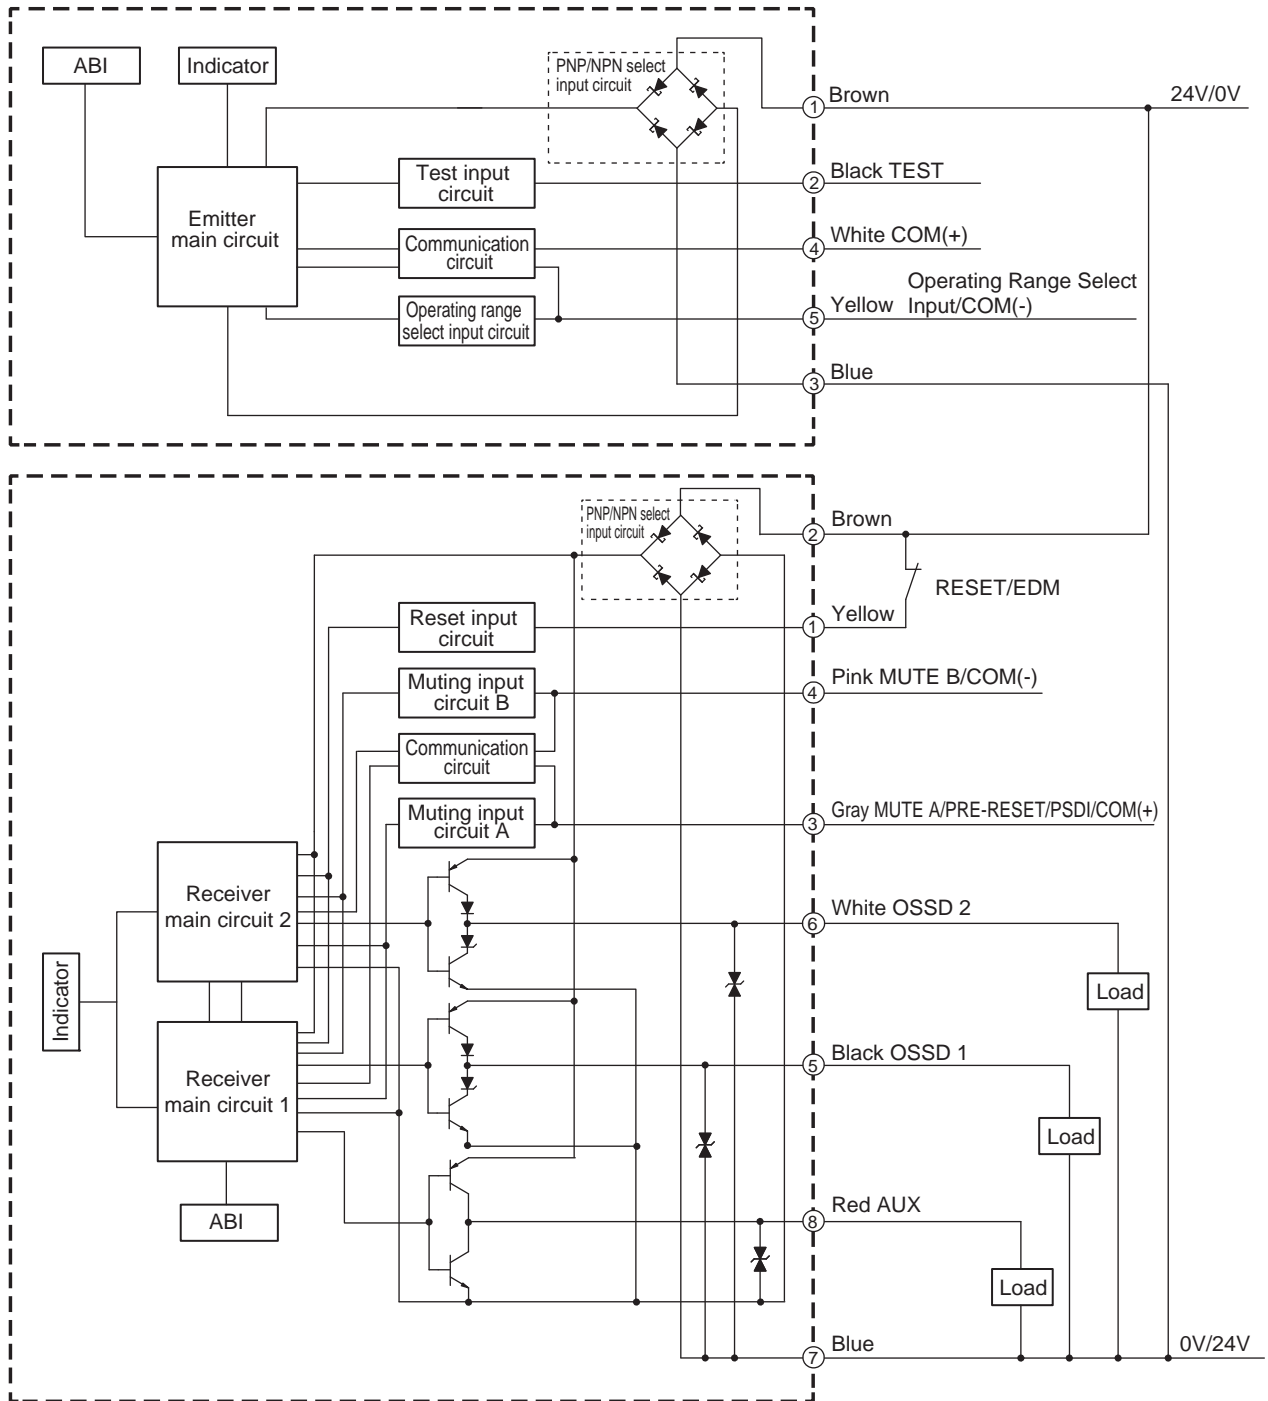 ABI
Indicator
PNP/NPN select
input circuit
1 Brown
24V/0V
Test input
circuit
2 Black TEST
Emitter
main circuit
Communication
circuit
4 White COM(+)
Operating range
select input circuit
5 Yellow
Operating Range Select
Input/COM(-)
3 Blue
PNP/NPN select
input circuit
2 Brown
RESET/EDM
Reset input
circuit
1 Yellow
Muting input
circuit B
4 Pink MUTE B/COM(-)
Communication
circuit
Muting input
circuit A
3 Gray MUTE A/PRE-RESET/PSDI/COM(+)
Receiver
main circuit 2
6 White OSSD 2
Load
Indicator
Receiver
main circuit 1
5 Black OSSD 1
Load
ABI
8 Red AUX
Load
7 Blue
0V/24V